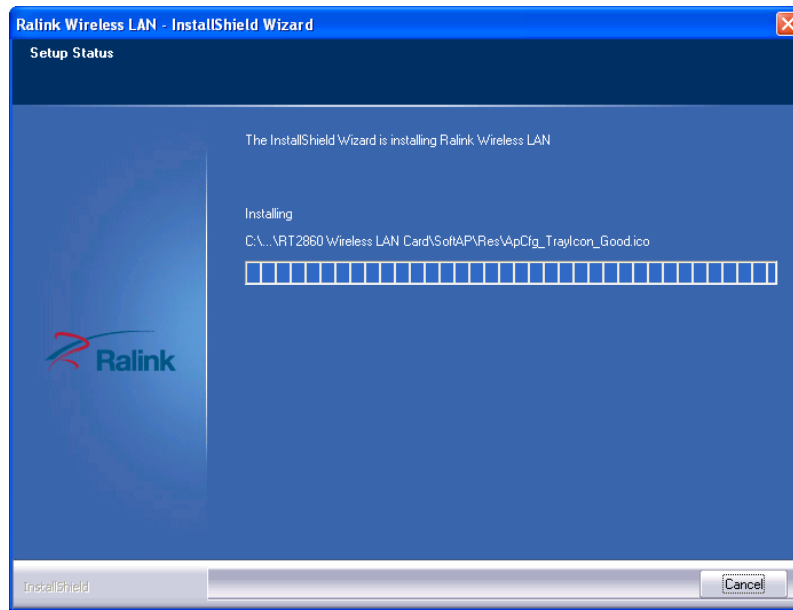 Ralink Wireless LAN - InstallShield Wizard
Setup Status
The InstallShield Wizard is installing Ralink Wireless LAN
Installing
C:\...\RT2860 Wireless LAN Card\SoftAP\Res\ApCfg_TrayIcon_Good.ico
Ralink
InstallShield
Cancel